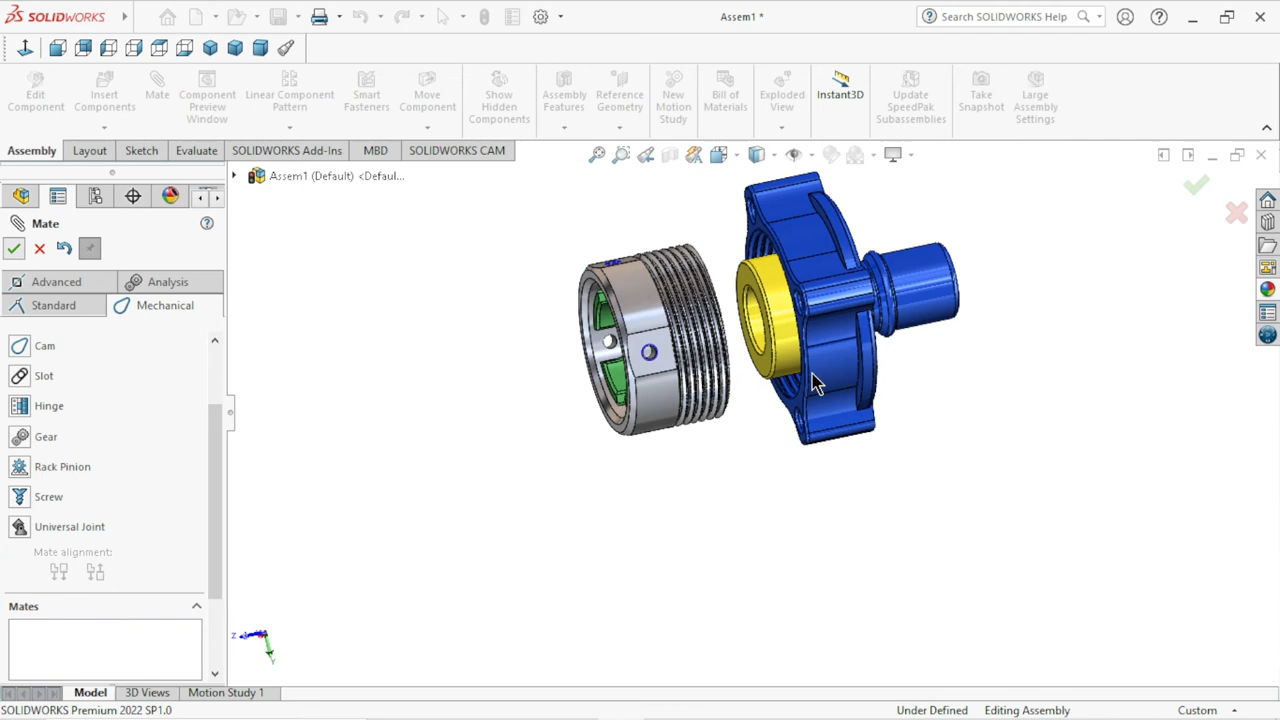 SOLIDWORKS
Assem1 *
Search SOLIDWORKS Help
Edit Component
Insert Components
Mate
Component Preview Window
Linear Component Pattern
Smart Fasteners
Move Component
Show Hidden Components
Assembly Features
Reference Geometry
New Motion Study
Bill of Materials
Exploded View
Instant3D
Update SpeedPak Subassemblies
Take Snapshot
Large Assembly Settings
Assembly
Layout
Sketch
Evaluate
SOLIDWORKS Add-Ins
MBD
SOLIDWORKS CAM
Assem1 (Default) <Defaul...
Mate
Advanced
Analysis
Standard
Mechanical
Cam
Slot
Hinge
Gear
Rack Pinion
Screw
Universal Joint
Mate alignment:
Mates
Z
Y
Model
3D Views
Motion Study 1
SOLIDWORKS Premium 2022 SP1.0
Under Defined
Editing Assembly
Custom